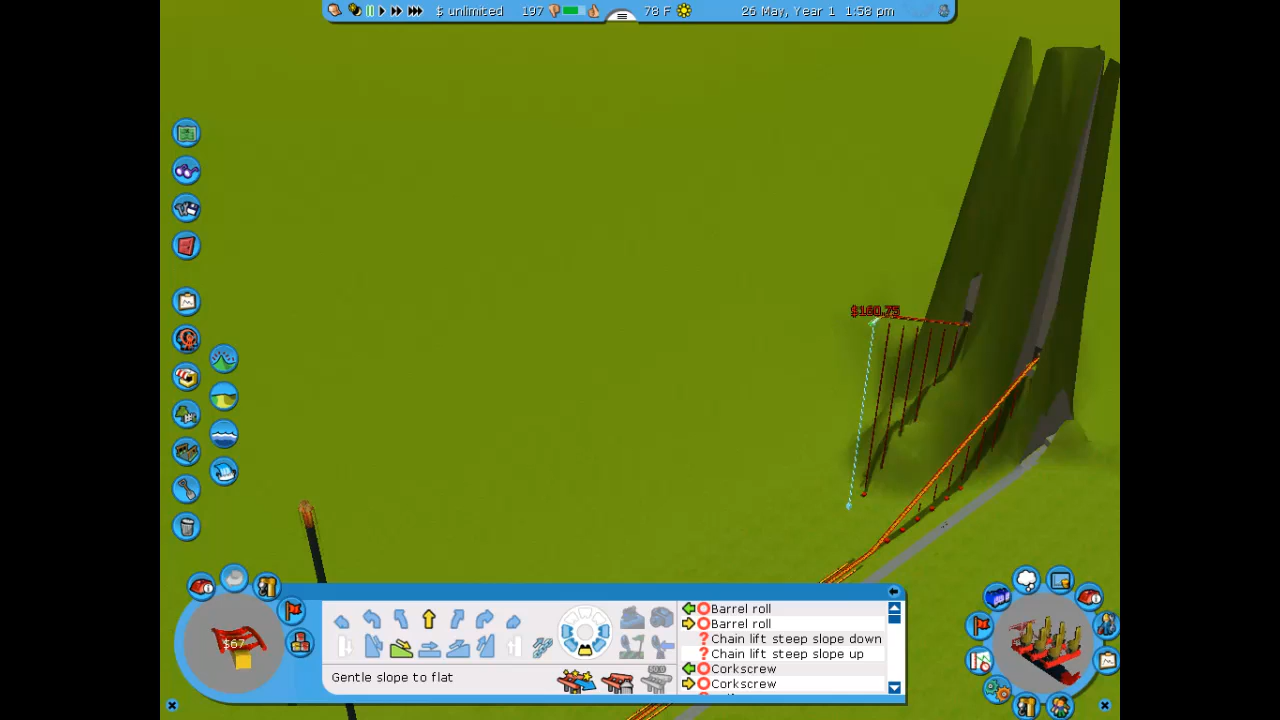 $ unlimited 197 78 F 26 May, Year 1 1:58 pm
$160.75
$67
Barrel roll
Barrel roll
Chain lift steep slope down
Chain lift steep slope up
Corkscrew
Corkscrew
Gentle slope to flat